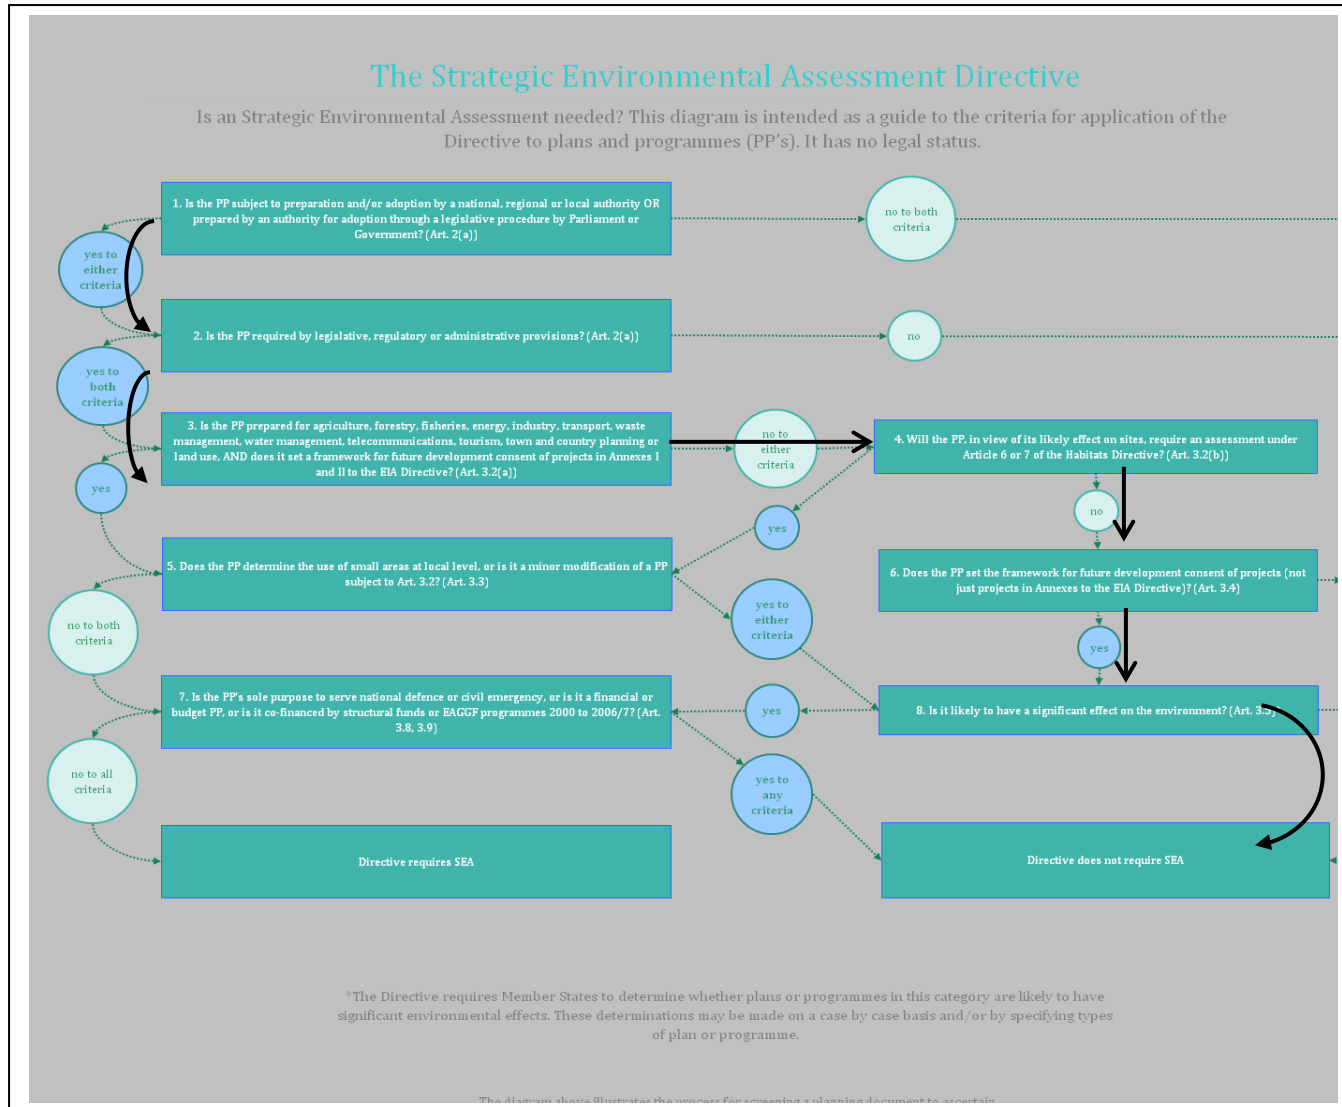 The Strategic Environmental Assessment Directive
Is an Strategic Environmental Assessment needed? This diagram is intended as a guide to the criteria for application of the
Directive to plans and programmes (PP's). It has no legal status.
1. Is the PP subject to preparation and/or adoption by a national, regional or local authority OR
prepared by an authority for adoption through a legislative procedure by Parliament or
Government? (Art. 2(a))
no to both
criteria
yes to
either
criteria
2. Is the PP required by legislative, regulatory or administrative provisions? (Art. 2(a))
no
yes to
both
criteria
3. Is the PP prepared for agriculture, forestry, fisheries, energy, industry, transport, waste
management, water management, telecommunications, tourism, town and country planning or
land use, AND does it set a framework for future development consent of projects in Annexes I
and II to the EIA Directive? (Art. 3.2(a))
no to
either
criteria
4. Will the PP, in view of its likely effect on sites, require an assessment under
Article 6 or 7 of the Habitats Directive? (Art. 3.2(b))
yes
no
yes
5. Does the PP determine the use of small areas at local level, or is it a minor modification of a PP
subject to Art. 3.2? (Art. 3.3)
6. Does the PP set the framework for future development consent of projects (not
just projects in Annexes to the EIA Directive)? (Art. 3.4)
no to both
criteria
yes to
either
criteria
yes
7. Is the PP's sole purpose to serve national defence or civil emergency, or is it a financial or
budget PP, or is it co-financed by structural funds or EAGGF programmes 2000 to 2006/7? (Art.
3.8, 3.9)
yes
8. Is it likely to have a significant effect on the environment? (Art. 3.5)*
no to all
criteria
yes to
any
criteria
Directive requires SEA
Directive does not require SEA
*The Directive requires Member States to determine whether plans or programmes in this category are likely to have
significant environmental effects. These determinations may be made on a case by case basis and/or by specifying types
of plan or programme.
The diagram above illustrates the process for screening a planning document to ascertain